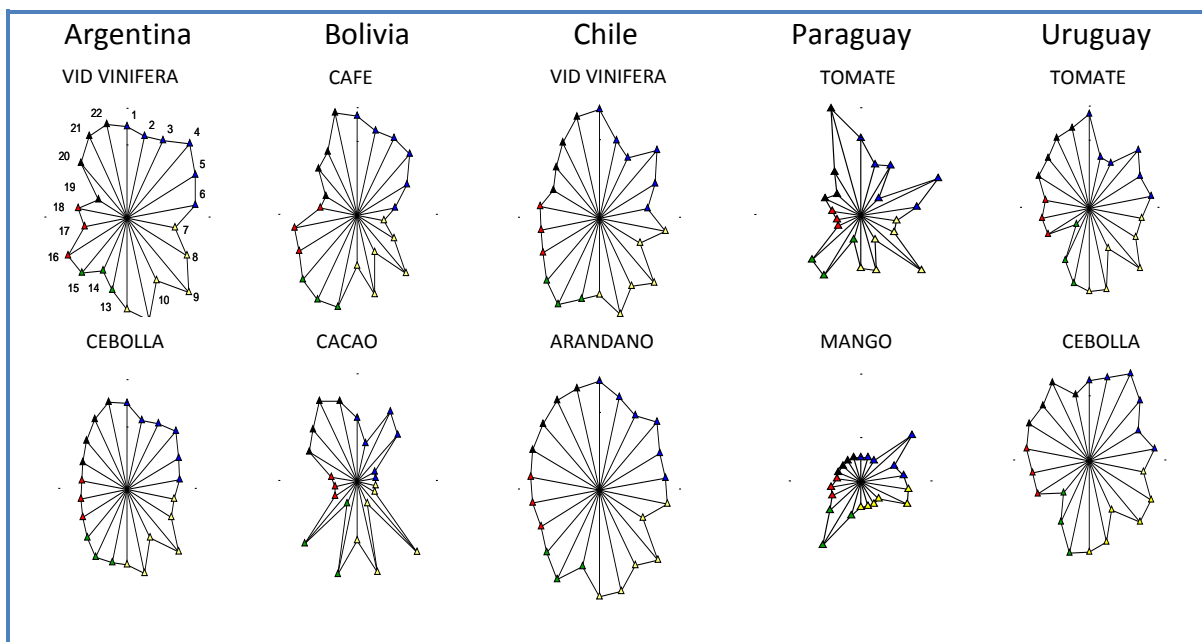 Argentina Bolivia Chile Paraguay Uruguay
VID VINIFERA CAFE VID VINIFERA TOMATE TOMATE
22 1
21 2 3 4
20 5
19 6
18
17 7
16 8
15 14 10 9
13
CEBOLLA CACAO ARANDANO MANGO CEBOLLA